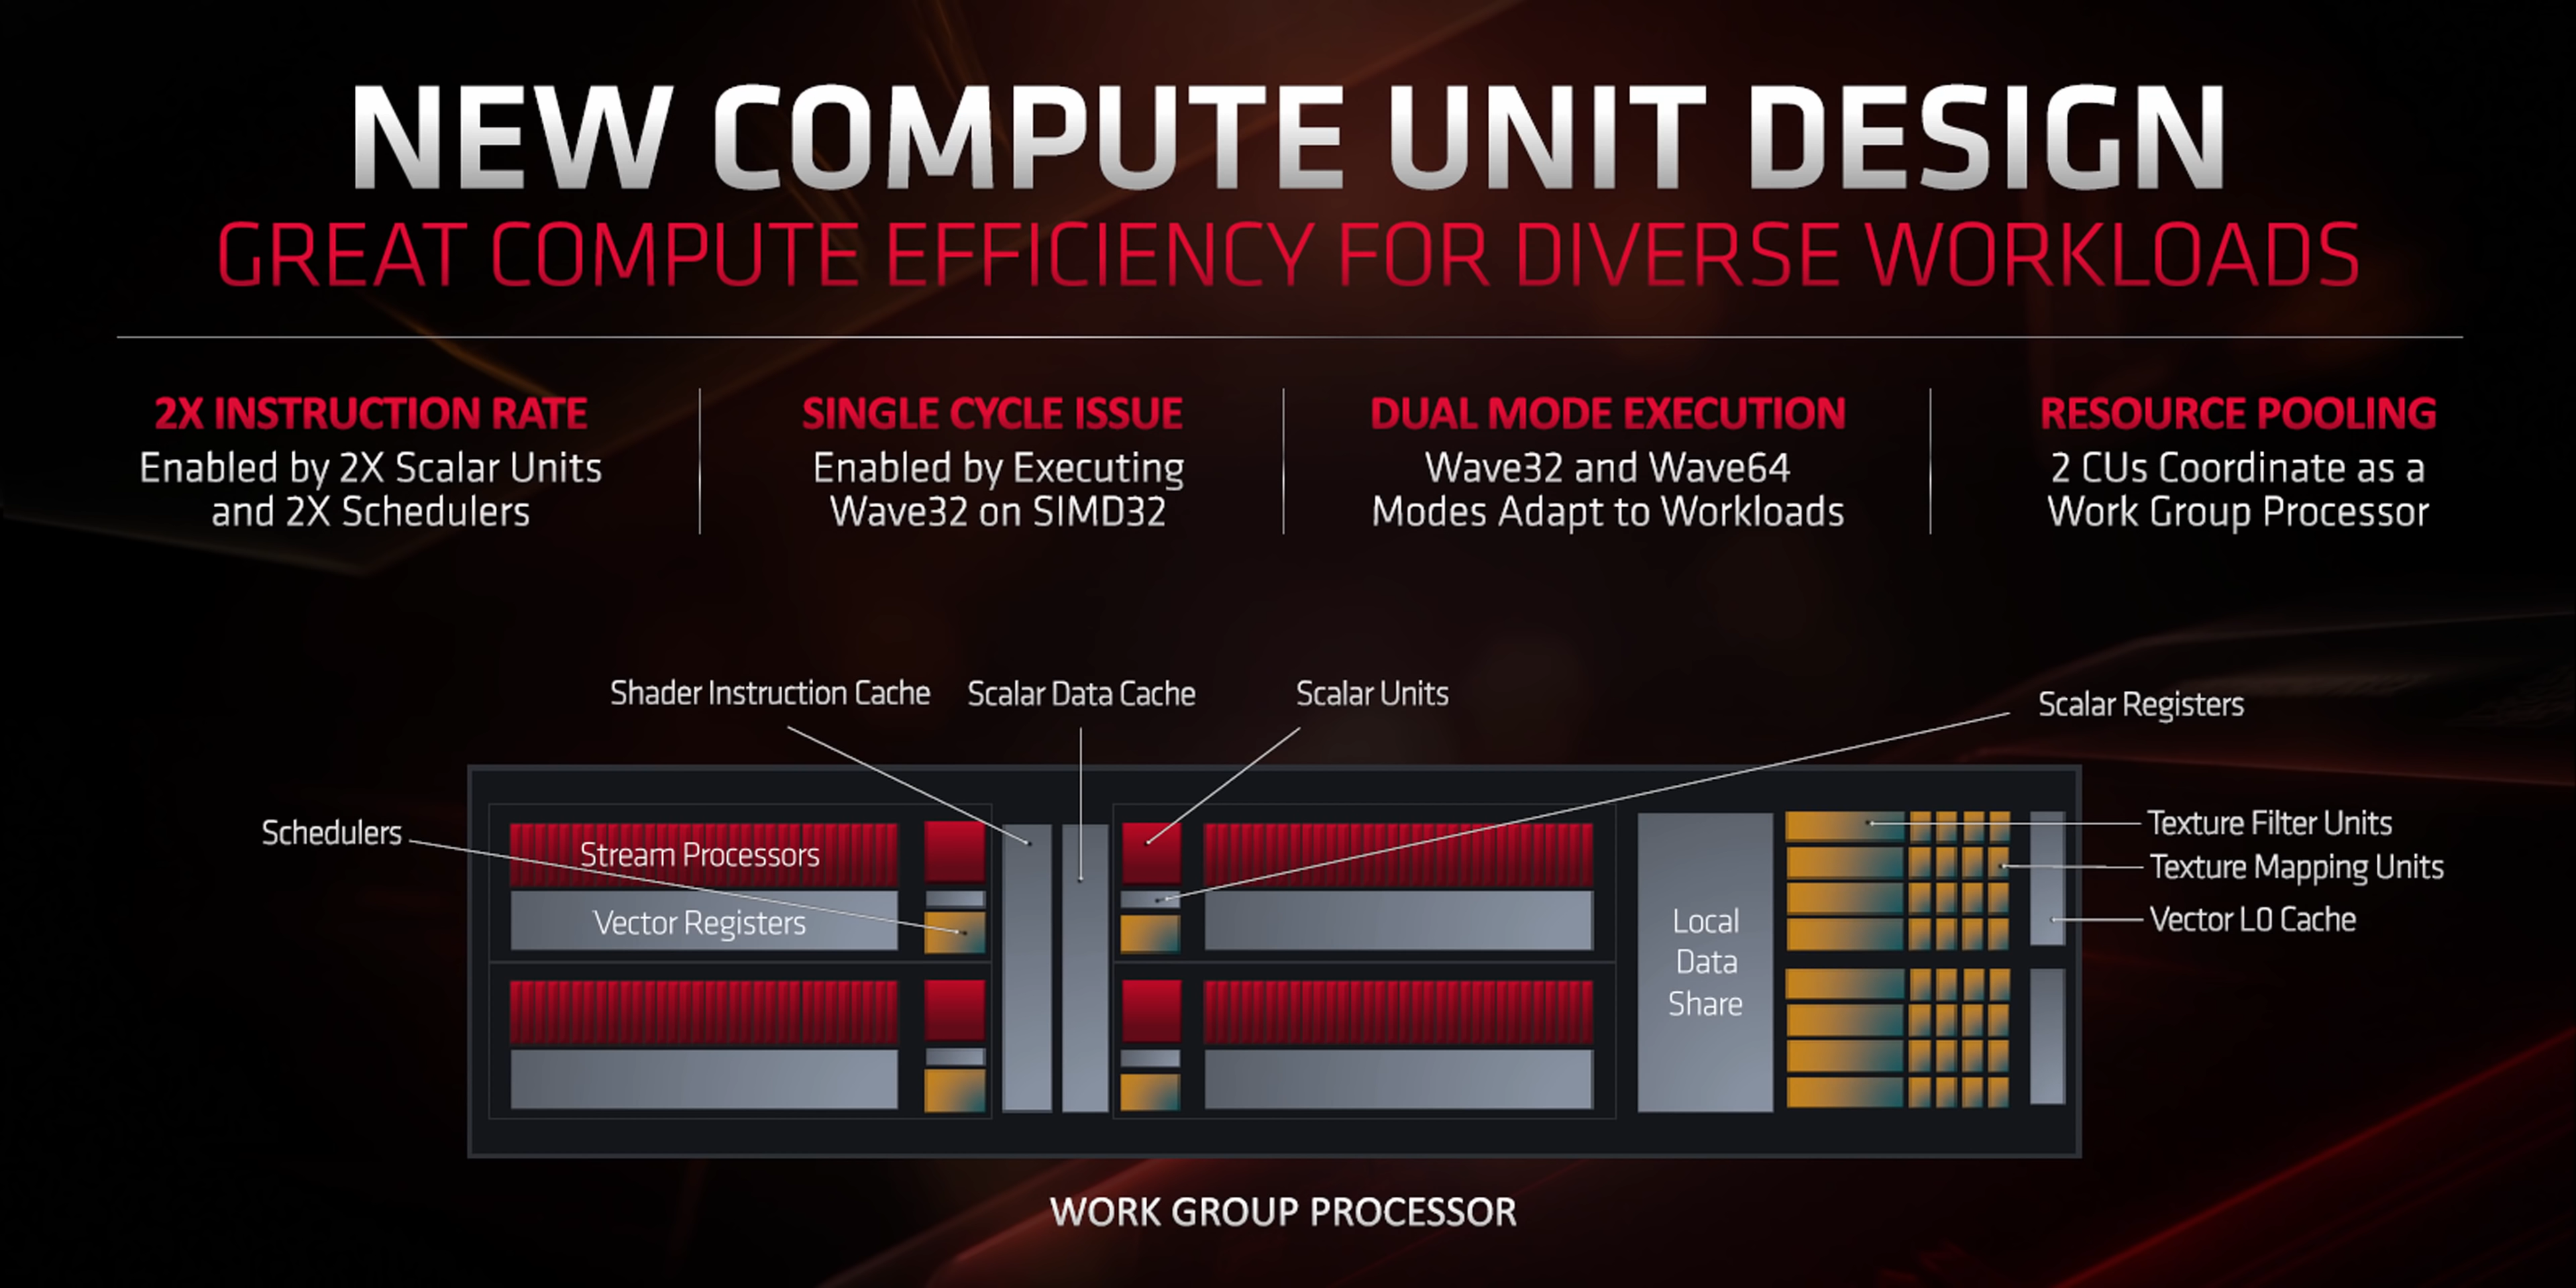 NEW COMPUTE UNIT DESIGN
GREAT COMPUTE EFFICIENCY FOR DIVERSE WORKLOADS
2X INSTRUCTION RATE
Enabled by 2X Scalar Units
and 2X Schedulers
SINGLE CYCLE ISSUE
Enabled by Executing
Wave32 on SIMD32
DUAL MODE EXECUTION
Wave32 and Wave64
Modes Adapt to Workloads
RESOURCE POOLING
2 CUs Coordinate as a
Work Group Processor
Shader Instruction Cache
Scalar Data Cache
Scalar Units
Scalar Registers
Schedulers
Stream Processors
Vector Registers
Local
Data
Share
Texture Filter Units
Texture Mapping Units
Vector L0 Cache
WORK GROUP PROCESSOR